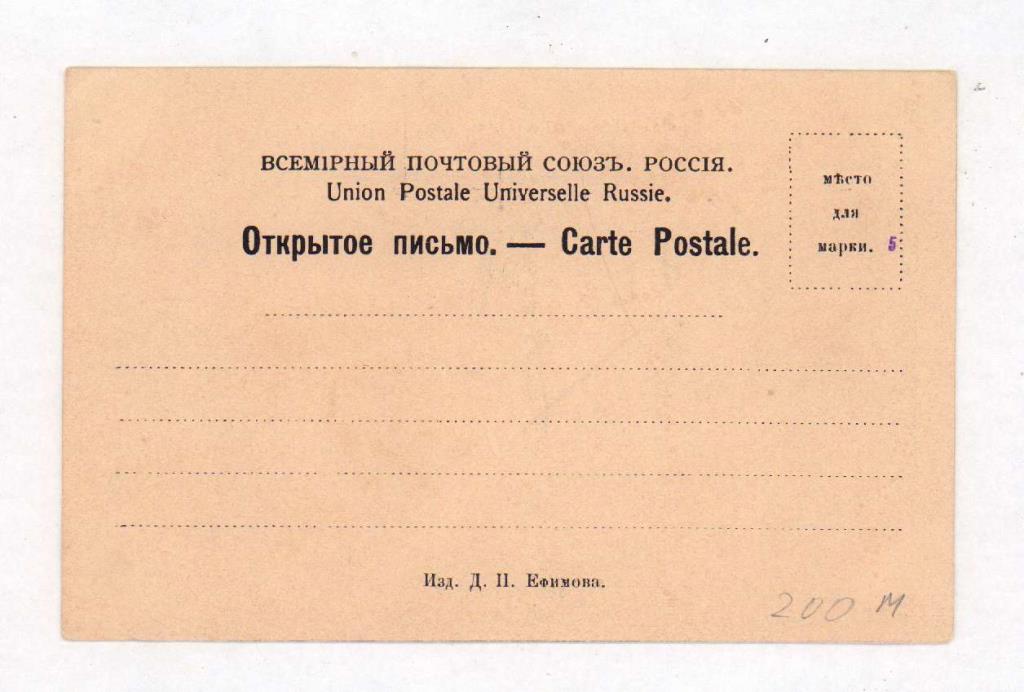 ВСЕМІРНЫЙ ПОЧТОВЫЙ СОЮЗЪ. РОССІЯ.
Union Postale Universelle Russie.
Открытое письмо. — Carte Postale.
мѣсто
для
марки. 5
Изд. Д. П. Ефимова.
200 М